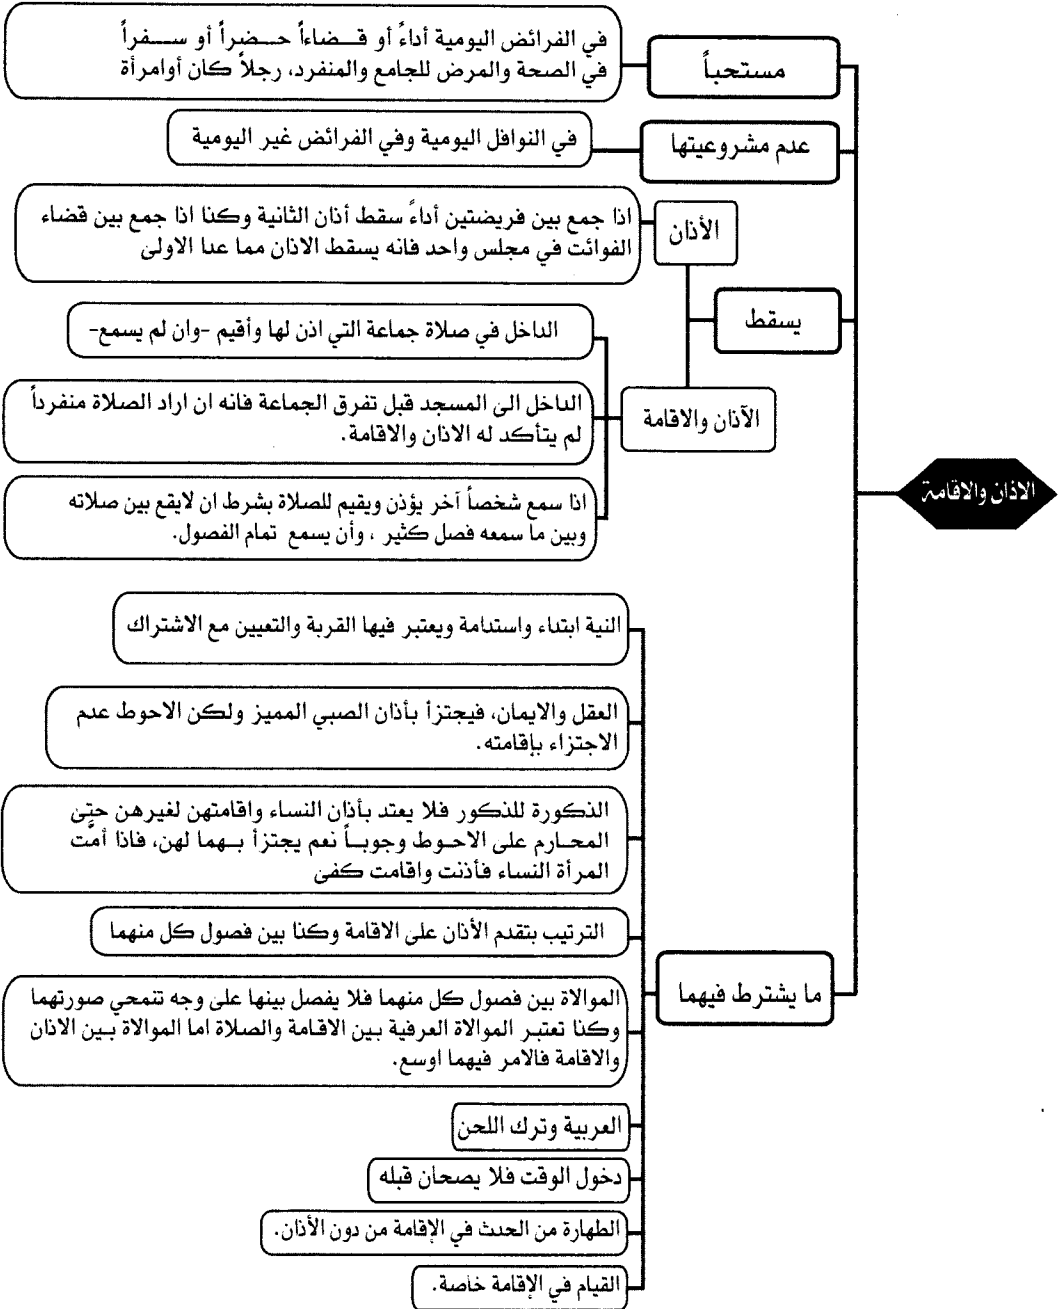 الاذان والاقامة
مستحباً
في الفرائض اليومية أداءً أو قضاءاً حضراً أو سفراً
في الصحة والمرض للجامع والمنفرد، رجلاً كان أوامرأة
عدم مشروعيتها
في النوافل اليومية وفي الفرائض غير اليومية
يسقط
الأذان
اذا جمع بين فريضتين أداءً سقط أذان الثانية وكذا اذا جمع بين قضاء
الفوائت في مجلس واحد فانه يسقط الاذان مما عدا الاولى
الآذان والاقامة
الداخل في صلاة جماعة التي اذن لها وأقيم -وان لم يسمع-
الداخل الى المسجد قبل تفرق الجماعة فانه ان اراد الصلاة منفرداً
لم يتأكد له الاذان والاقامة.
اذا سمع شخصاً آخر يؤذن ويقيم للصلاة بشرط ان لايقع بين صلاته
وبين ما سمعه فصل كثير ، وأن يسمع تمام الفصول.
ما يشترط فيهما
النية ابتداء واستدامة ويعتبر فيها القربة والتعيين مع الاشتراك
العقل والايمان، فيجتزأ بأذان الصبي المميز ولكن الاحوط عدم
الاجتزاء بإقامته.
الذكورة للذكور فلا يعتد بأذان النساء واقامتهن لغيرهن حتى
المحارم على الاحوط وجوباً نعم يجتزأ بهما لهن، فاذا أمَّت
المرأة النساء فأذنت واقامت كفى
الترتيب بتقدم الأذان على الاقامة وكذا بين فصول كل منهما
الموالاة بين فصول كل منهما فلا يفصل بينها على وجه تنمحي صورتهما
وكذا تعتبر الموالاة العرفية بين الاقامة والصلاة اما الموالاة بين الاذان
والاقامة فالامر فيهما اوسع.
العربية وترك اللحن
دخول الوقت فلا يصحان قبله
الطهارة من الحدث في الإقامة من دون الأذان.
القيام في الإقامة خاصة.